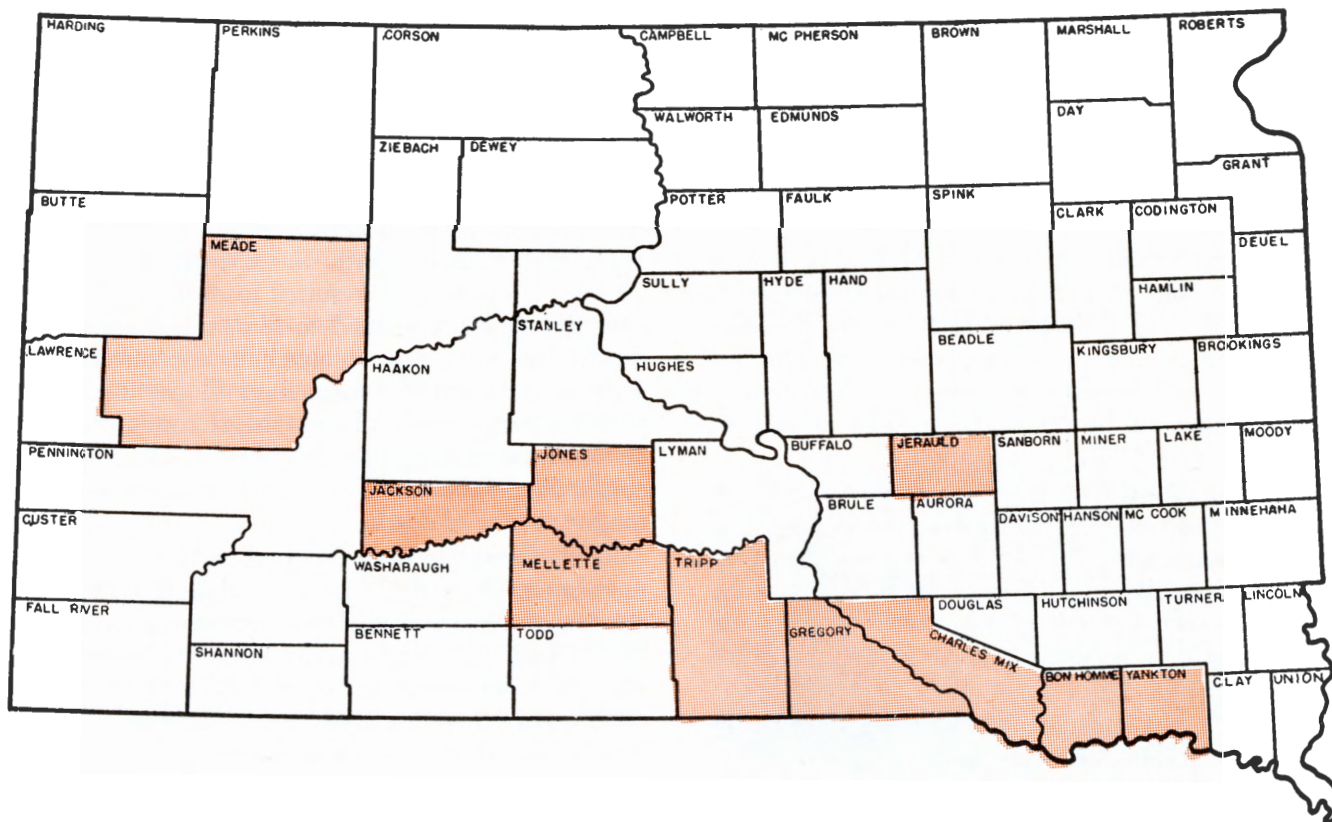 HARDING
PERKINS
CORSON
CAMPBELL
MC PHERSON
BROWN
MARSHALL
ROBERTS
WALWORTH
EDMUNDS
DAY
ZIEBACH
DEWEY
GRANT
BUTTE
POTTER
FAULK
SPINK
CLARK
CODINGTON
MEADE
DEUEL
SULLY
HYDE
HAND
HAMLIN
STANLEY
LAWRENCE
HAAKON
HUGHES
BEADLE
KINGSBURY
BROOKINGS
PENNINGTON
JONES
LYMAN
BUFFALO
JERAULD
SANBORN
MINER
LAKE
MOODY
JACKSON
CUSTER
BRULE
AURORA
DAVISON
HANSON
MC COOK
MINNEHAHA
WASHABAUGH
MELLETTE
TRIPP
FALL RIVER
DOUGLAS
HUTCHINSON
TURNER
LINCOLN
SHANNON
BENNETT
TODD
GREGORY
CHARLES MIX
BON HOMME
YANKTON
CLAY
UNION